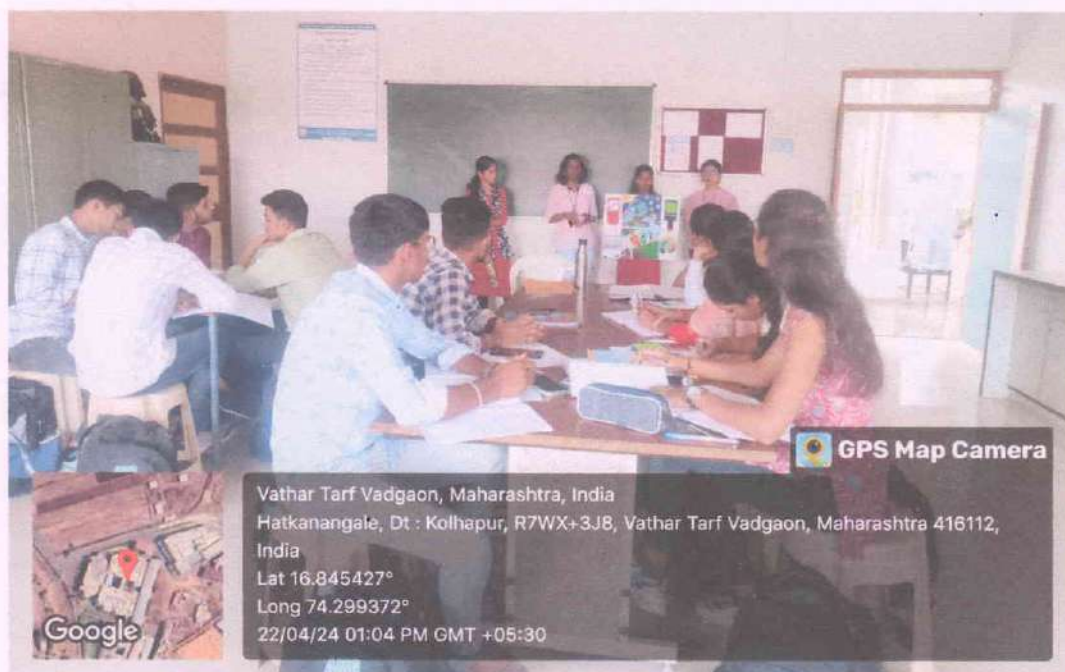 GPS Map Camera
Vathar Tarf Vadgaon, Maharashtra, India
Hatkanangale, Dt : Kolhapur, R7WX+3J8, Vathar Tarf Vadgaon, Maharashtra 416112,
India
Lat 16.845427°
Long 74.299372°
22/04/24 01:04 PM GMT +05:30
Google